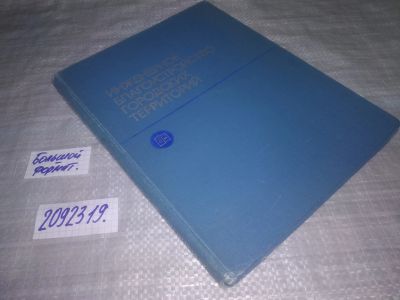 ИНЖЕНЕРНОЕ
БЛАГОУСТРОЙСТВО
ГОРОДСКИХ
ТЕРРИТОРИЙ
БОЛЬШОЙ
ФОРМАТ.
2092319.